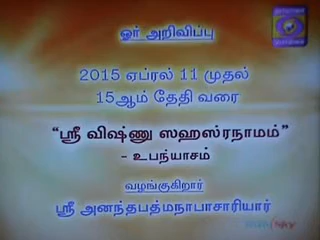 ஓர் அறிவிப்பு
2015 ஏப்ரல் 11 முதல்
15ஆம் தேதி வரை
"ஸ்ரீ விஷ்ணு ஸஹஸ்ரநாமம்"
- உபந்யாசம்
வழங்குகிறார்
ஸ்ரீ அனந்தபத்மநாபாசாரியார்